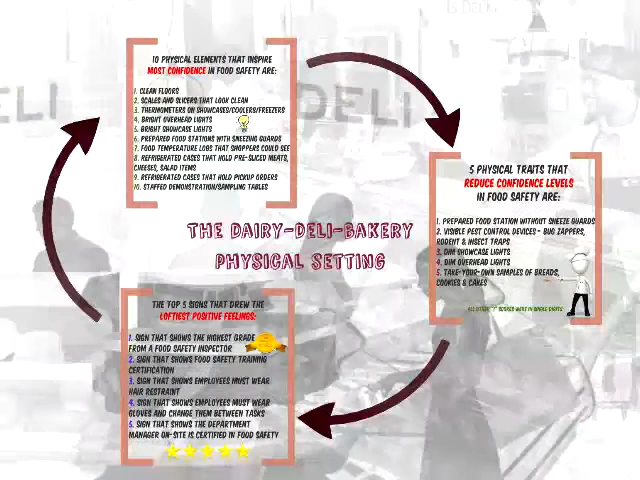 10 PHYSICAL ELEMENTS THAT INSPIRE
MOST CONFIDENCE IN FOOD SAFETY ARE:
1. CLEAN FLOORS
2. SCALES AND SLICERS THAT LOOK CLEAN
3. THERMOMETERS ON SHOWCASES/COOLERS/FREEZERS
4. BRIGHT OVERHEAD LIGHTS
5. BRIGHT SHOWCASE LIGHTS
6. PREPARED FOOD STATIONS WITH SNEEZING GUARDS
7. FOOD TEMPERATURE LOGS THAT SHOPPERS COULD SEE
8. REFRIGERATED CASES THAT HOLD PRE-SLICED MEATS,
CHEESES, SALAD ITEMS
9. REFRIGERATED CASES THAT HOLD PICKUP ORDERS
10. STAFFED DEMONSTRATION/SAMPLING TABLES
ELI
DELI
5 PHYSICAL TRAITS THAT
REDUCE CONFIDENCE LEVELS
IN FOOD SAFETY ARE:
1. PREPARED FOOD STATION WITHOUT SNEEZE GUARDS
2. VISIBLE PEST CONTROL DEVICES - BUG ZAPPERS,
RODENT & INSECT TRAPS
3. DIM SHOWCASE LIGHTS
4. DIM OVERHEAD LIGHTS
5. TAKE-YOUR-OWN SAMPLES OF BREADS,
COOKIES & CAKES
SCORES WERE IN SINGLE DIGITS
THE DAIRY-DELI-BAKERY
PHYSICAL SETTING
THE TOP 5 SIGNS THAT DREW THE
LOFTIEST POSITIVE FEELINGS:
1. SIGN THAT SHOWS THE HIGHEST GRADE
FROM A FOOD SAFETY INSPECTOR
2. SIGN THAT SHOWS FOOD SAFETY TRAINING
CERTIFICATION
3. SIGN THAT SHOWS EMPLOYEES MUST WEAR
HAIR RESTRAINT
4. SIGN THAT SHOWS EMPLOYEES MUST WEAR
GLOVES AND CHANGE THEM BETWEEN TASKS
5. SIGN THAT SHOWS THE DEPARTMENT
MANAGER ON-SITE IS CERTIFIED IN FOOD SAFETY